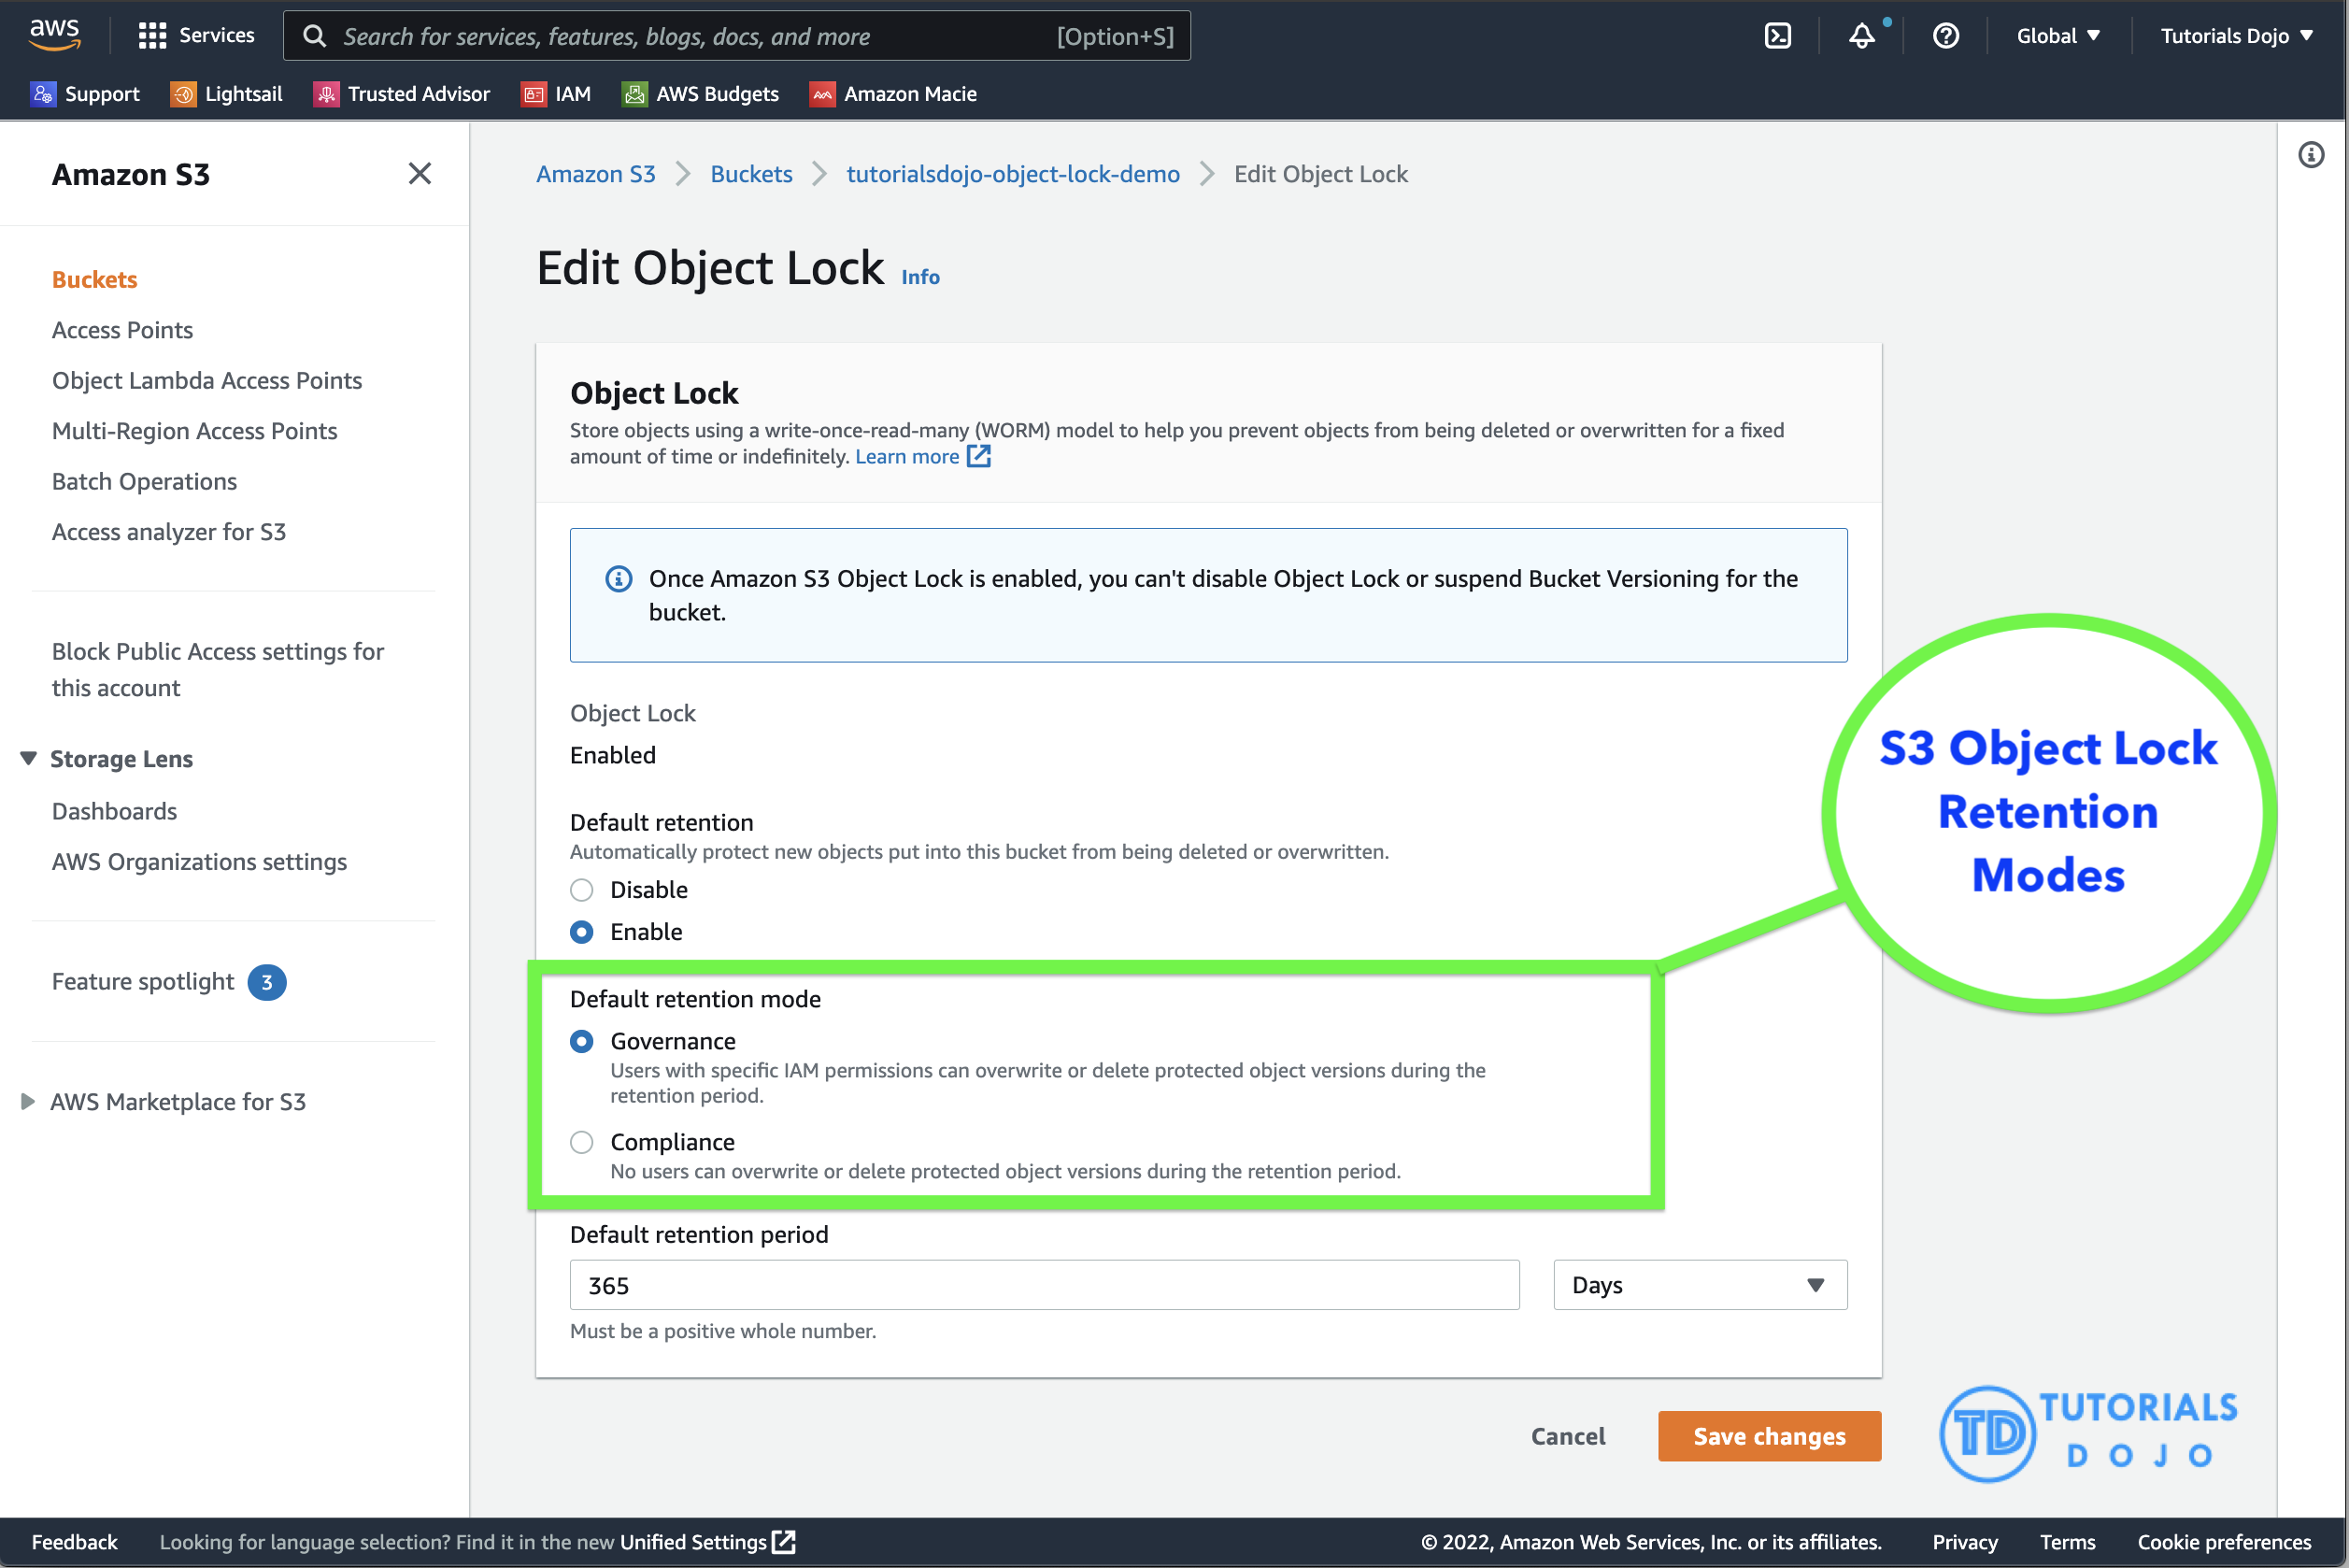 aws
Services
Search for services, features, blogs, docs, and more
[Option+S]
Global
Tutorials Dojo
Support
Lightsail
Trusted Advisor
IAM
AWS Budgets
Amazon Macie
Amazon S3
Buckets
Access Points
Object Lambda Access Points
Multi-Region Access Points
Batch Operations
Access analyzer for S3
Block Public Access settings for
this account
Storage Lens
Dashboards
AWS Organizations settings
Feature spotlight 3
AWS Marketplace for S3
Amazon S3 > Buckets > tutorialsdojo-object-lock-demo > Edit Object Lock
Edit Object Lock Info
Object Lock
Store objects using a write-once-read-many (WORM) model to help you prevent objects from being deleted or overwritten for a fixed
amount of time or indefinitely. Learn more
Once Amazon S3 Object Lock is enabled, you can't disable Object Lock or suspend Bucket Versioning for the
bucket.
Object Lock
Enabled
Default retention
Automatically protect new objects put into this bucket from being deleted or overwritten.
Disable
Enable
Default retention mode
Governance
Users with specific IAM permissions can overwrite or delete protected object versions during the
retention period.
Compliance
No users can overwrite or delete protected object versions during the retention period.
Default retention period
365
Days
Must be a positive whole number.
Cancel
Save changes
S3 Object Lock
Retention
Modes
TD
TUTORIALS
DOJO
Feedback
Looking for language selection? Find it in the new Unified Settings
© 2022, Amazon Web Services, Inc. or its affiliates.
Privacy
Terms
Cookie preferences